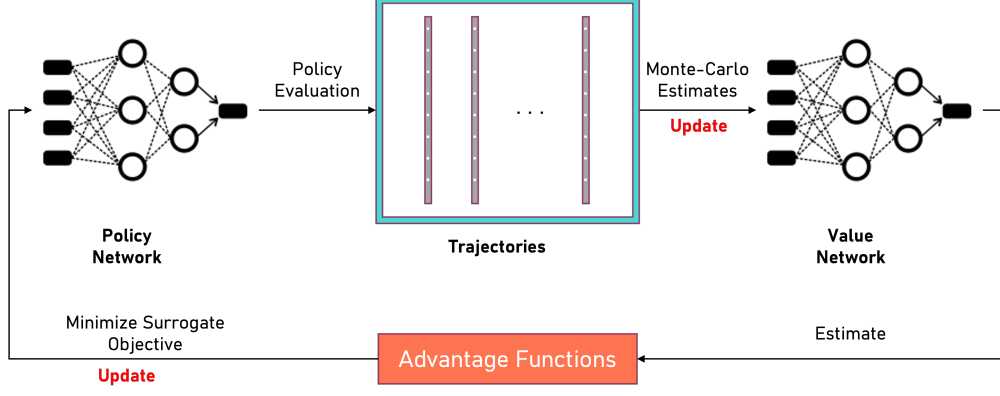 Policy
Evaluation
Monte-Carlo
Estimates
Update
. . .
Policy
Network
Trajectories
Value
Network
Minimize Surrogate
Objective
Update
Advantage Functions
Estimate